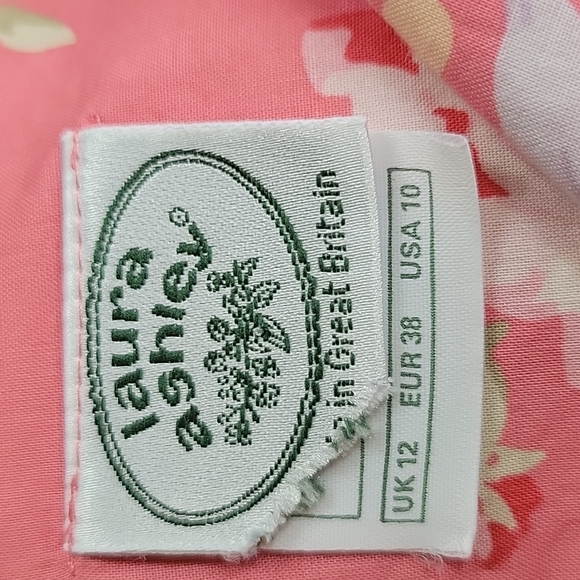 laura
ashley®
in Great Britain
UK 12 EUR 38 USA 10